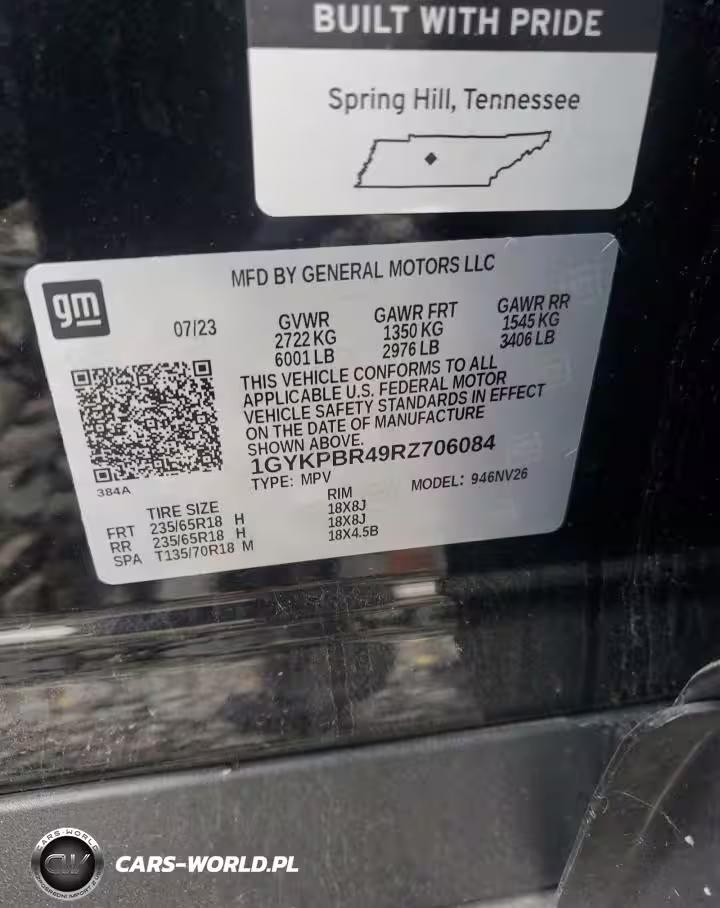 BUILT WITH PRIDE
Spring Hill, Tennessee
gm
MFD BY GENERAL MOTORS LLC
07/23
GVWR
2722 KG
6001 LB
GAWR FRT
1350 KG
2976 LB
GAWR RR
1545 KG
3406 LB
THIS VEHICLE CONFORMS TO ALL
APPLICABLE U.S. FEDERAL MOTOR
VEHICLE SAFETY STANDARDS IN EFFECT
ON THE DATE OF MANUFACTURE
SHOWN ABOVE.
1GYKPBR49RZ706084
TYPE: MPV MODEL: 946NV26
384A
TIRE SIZE RIM
FRT 235/65R18 H 18X8J
RR 235/65R18 H 18X8J
SPA T135/70R18 M 18X4.5B
CARS-WORLD
CW
CARS-WORLD.PL